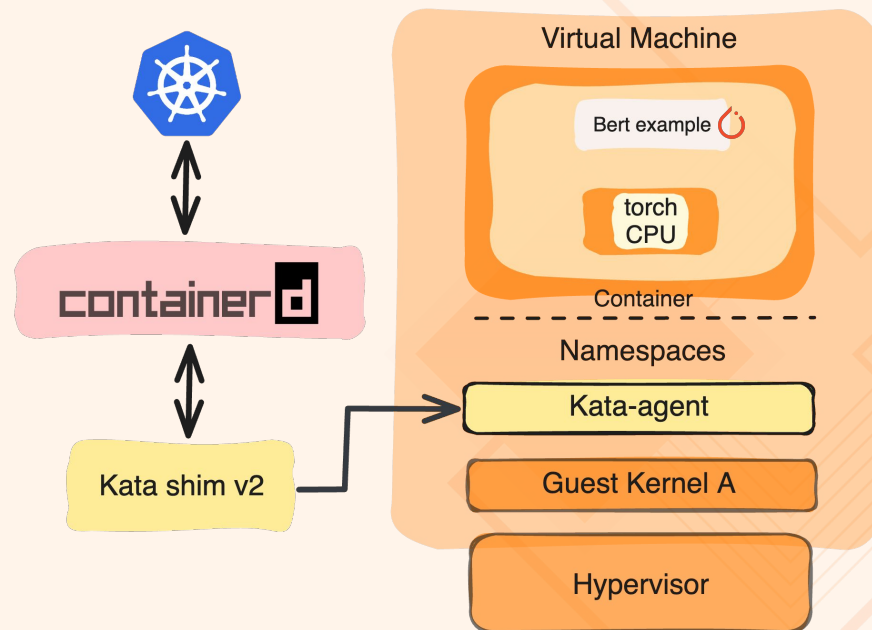 Virtual Machine
Bert example
torch
CPU
Container
containerd
Namespaces
Kata-agent
Kata shim v2
Guest Kernel A
Hypervisor